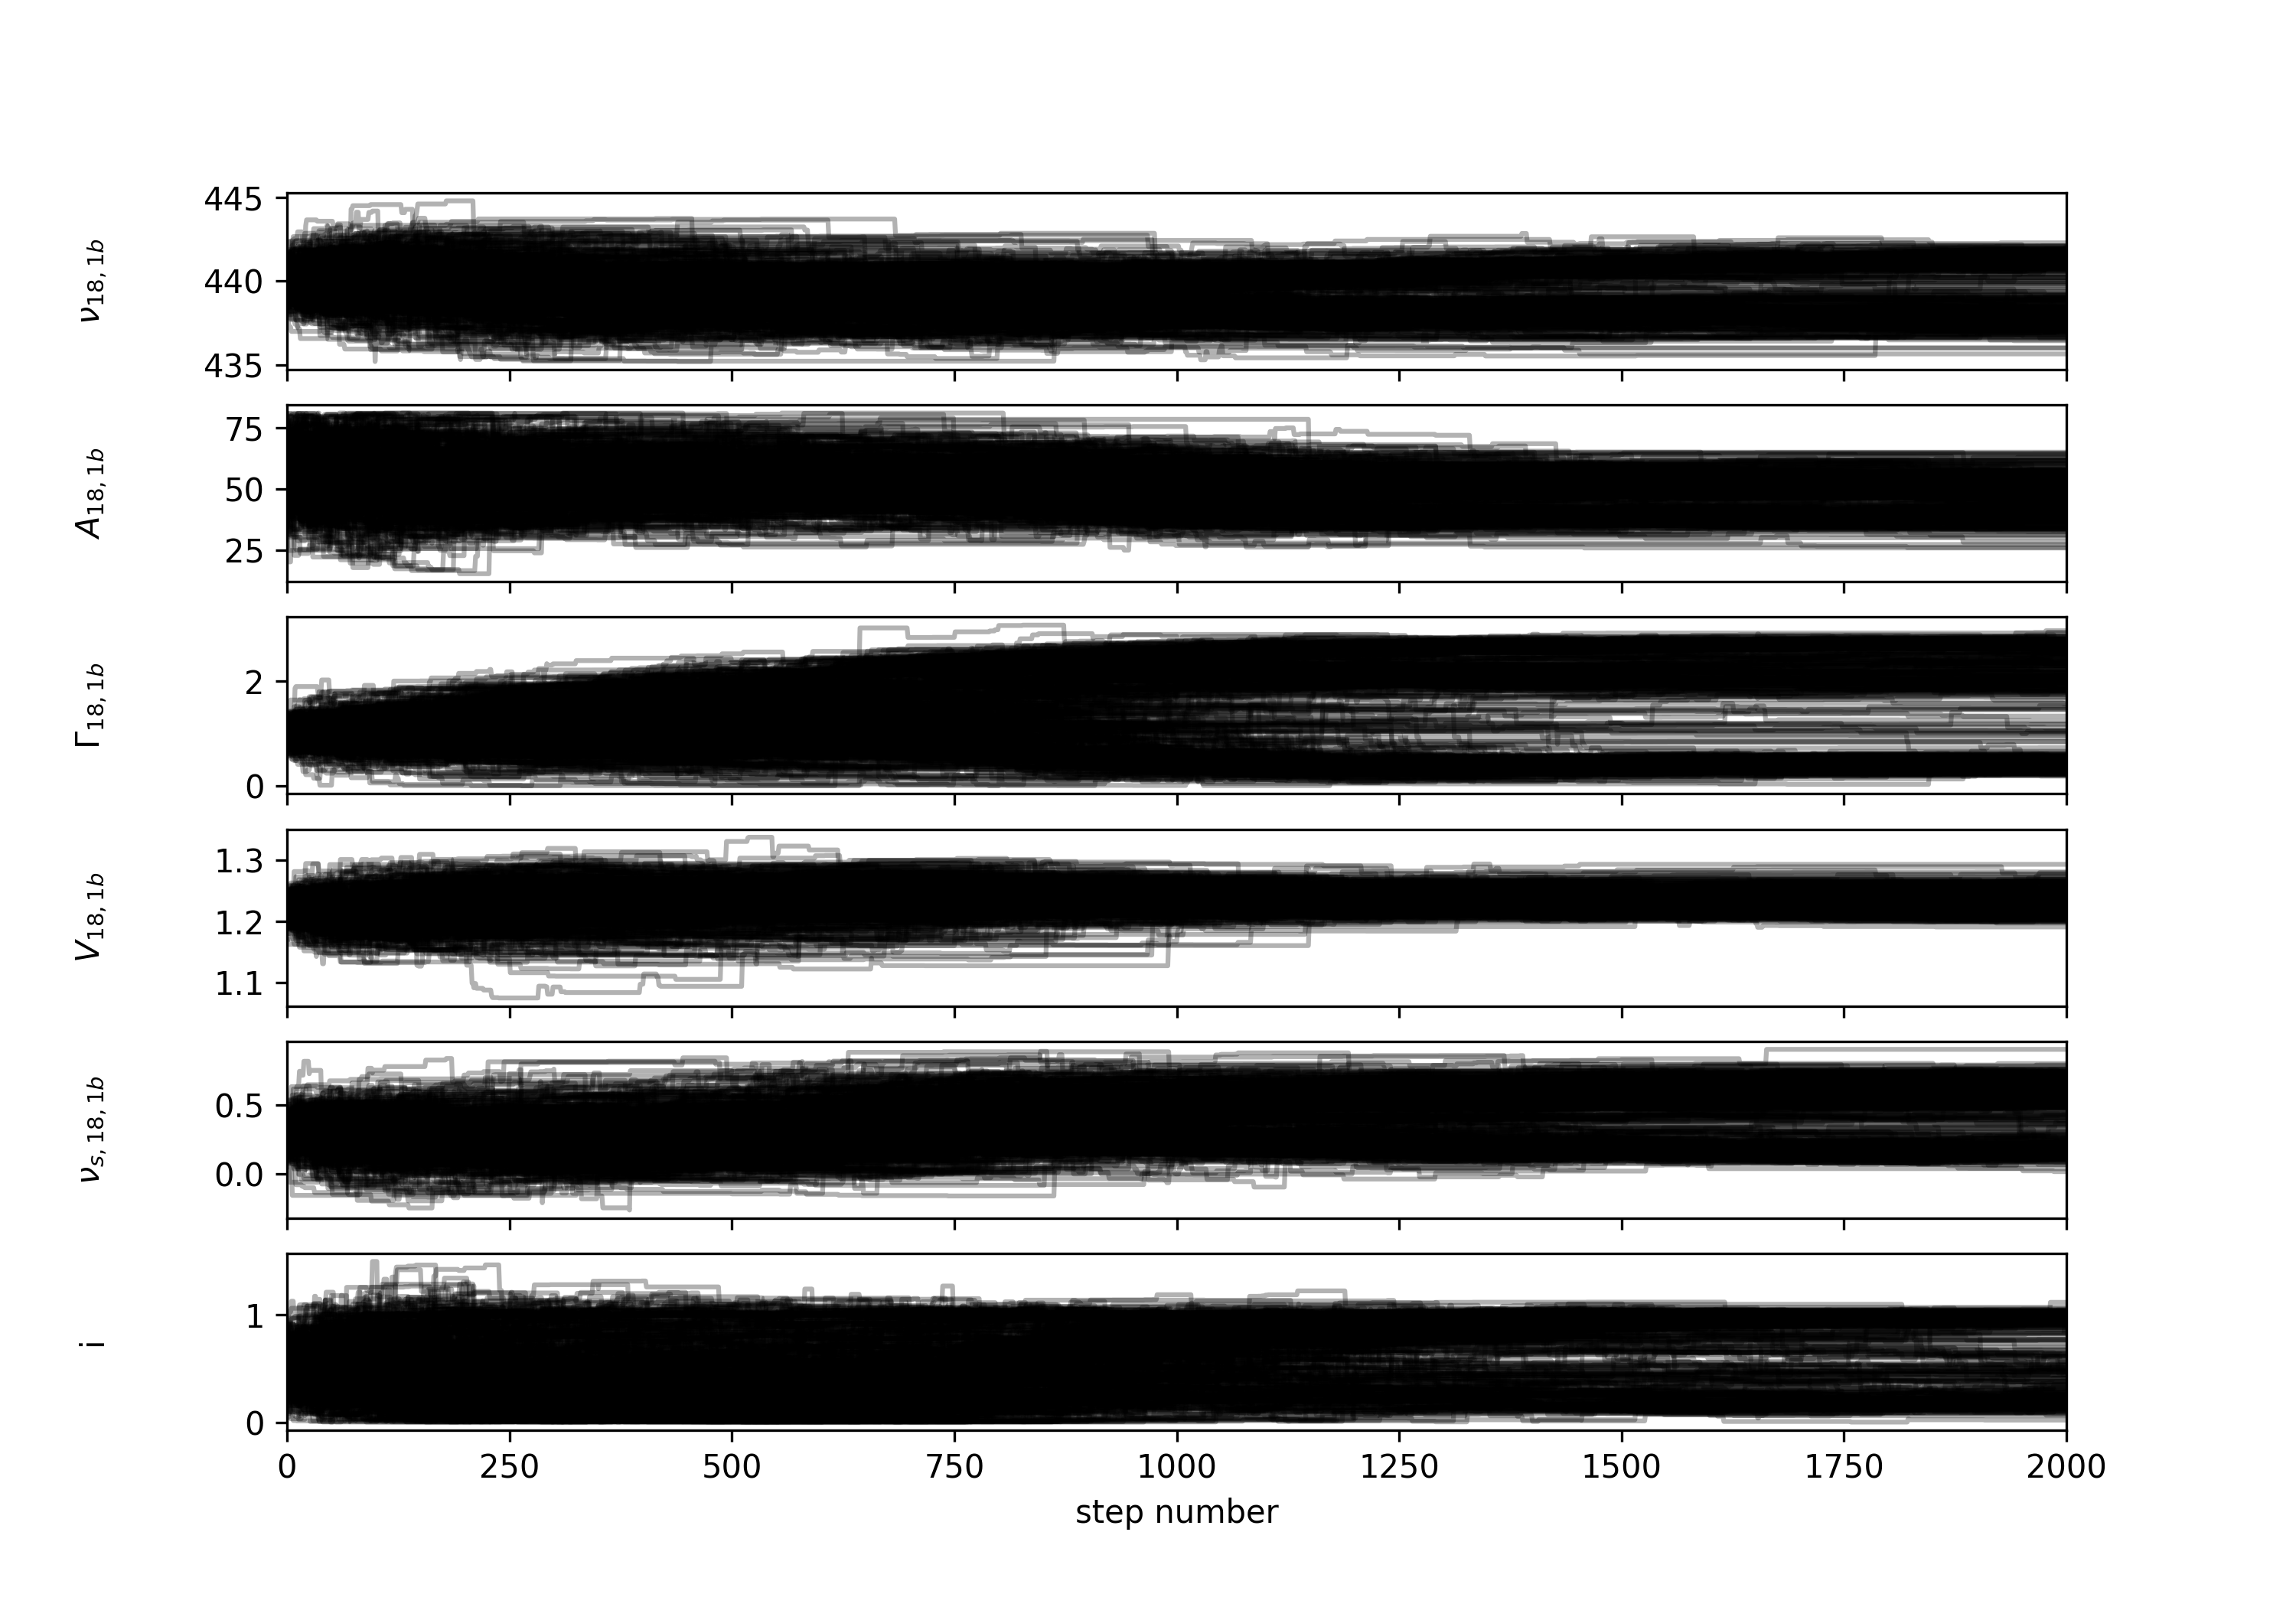 445
440
435
ν18, 1b
75
50
25
A18, 1b
2
0
Γ18, 1b
1.3
1.2
1.1
V18, 1b
0.5
0.0
νs, 18, 1b
1
0
i
0 250 500 750 1000 1250 1500 1750 2000
step number